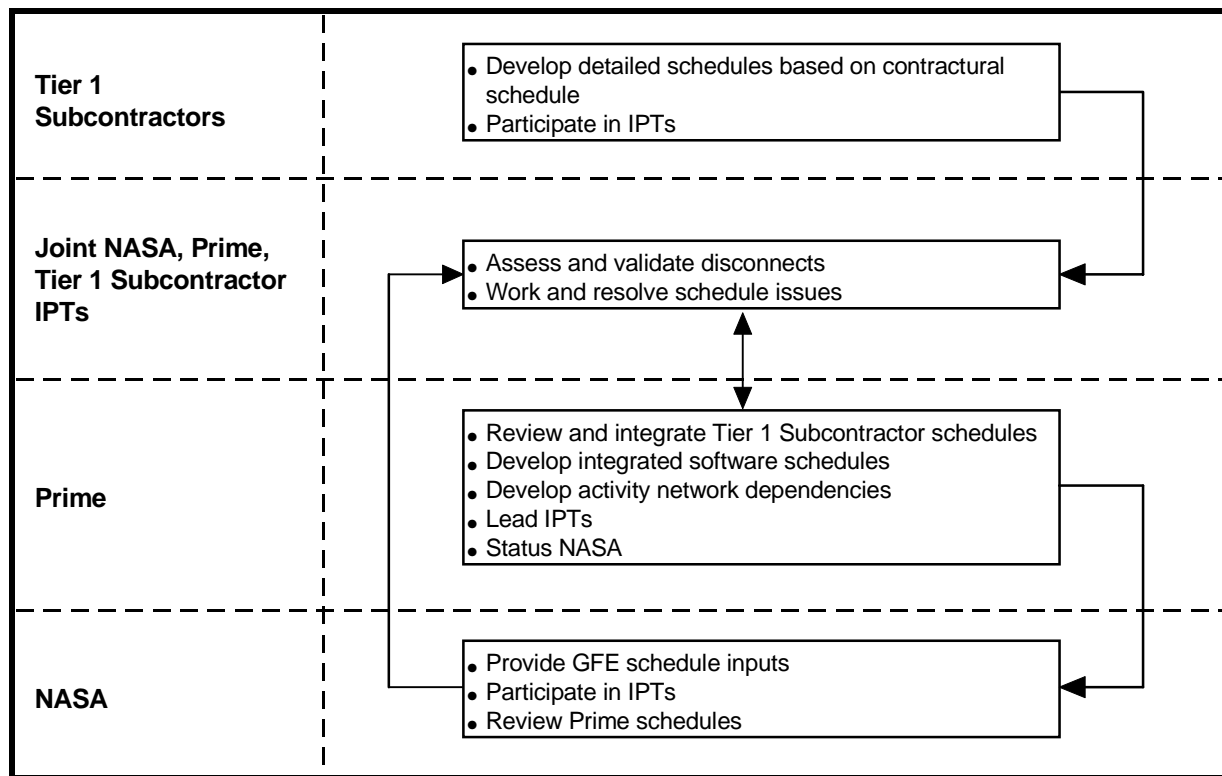 Tier 1
Subcontractors
• Develop detailed schedules based on contractural
schedule
• Participate in IPTs
Joint NASA, Prime,
Tier 1 Subcontractor
IPTs
• Assess and validate disconnects
• Work and resolve schedule issues
Prime
• Review and integrate Tier 1 Subcontractor schedules
• Develop integrated software schedules
• Develop activity network dependencies
• Lead IPTs
• Status NASA
NASA
• Provide GFE schedule inputs
• Participate in IPTs
• Review Prime schedules